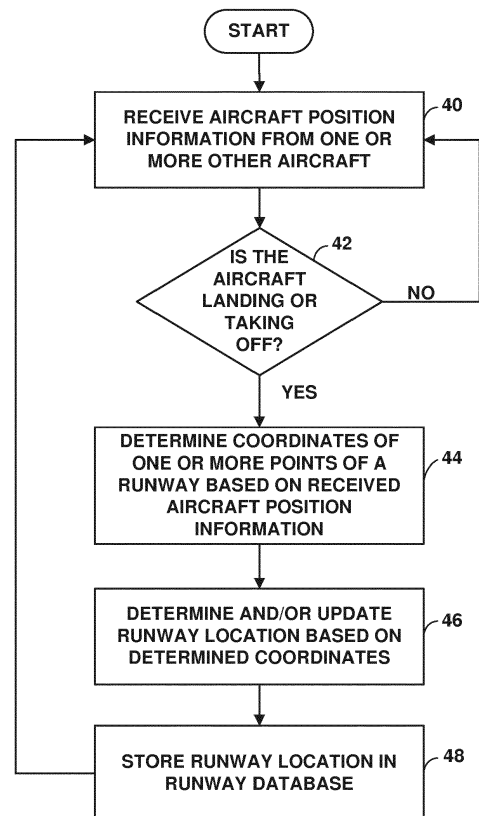 START
RECEIVE AIRCRAFT POSITION
INFORMATION FROM ONE OR
MORE OTHER AIRCRAFT
40
42
IS THE
AIRCRAFT
LANDING OR
TAKING
OFF?
NO
YES
DETERMINE COORDINATES OF
ONE OR MORE POINTS OF A
RUNWAY BASED ON RECEIVED
AIRCRAFT POSITION
INFORMATION
44
DETERMINE AND/OR UPDATE
RUNWAY LOCATION BASED ON
DETERMINED COORDINATES
46
STORE RUNWAY LOCATION IN
RUNWAY DATABASE
48